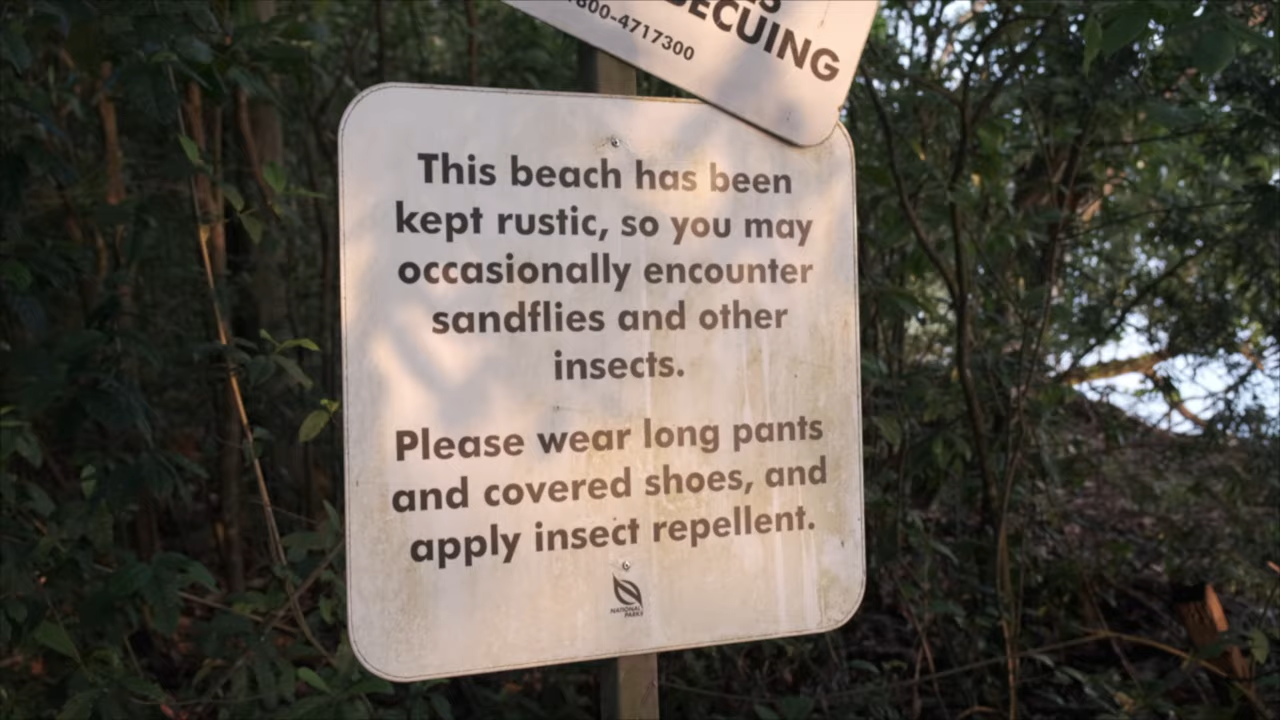 BECUING
800-4717300
This beach has been
kept rustic, so you may
occasionally encounter
sandflies and other
insects.
Please wear long pants
and covered shoes, and
apply insect repellent.
NATIONAL
PARKS